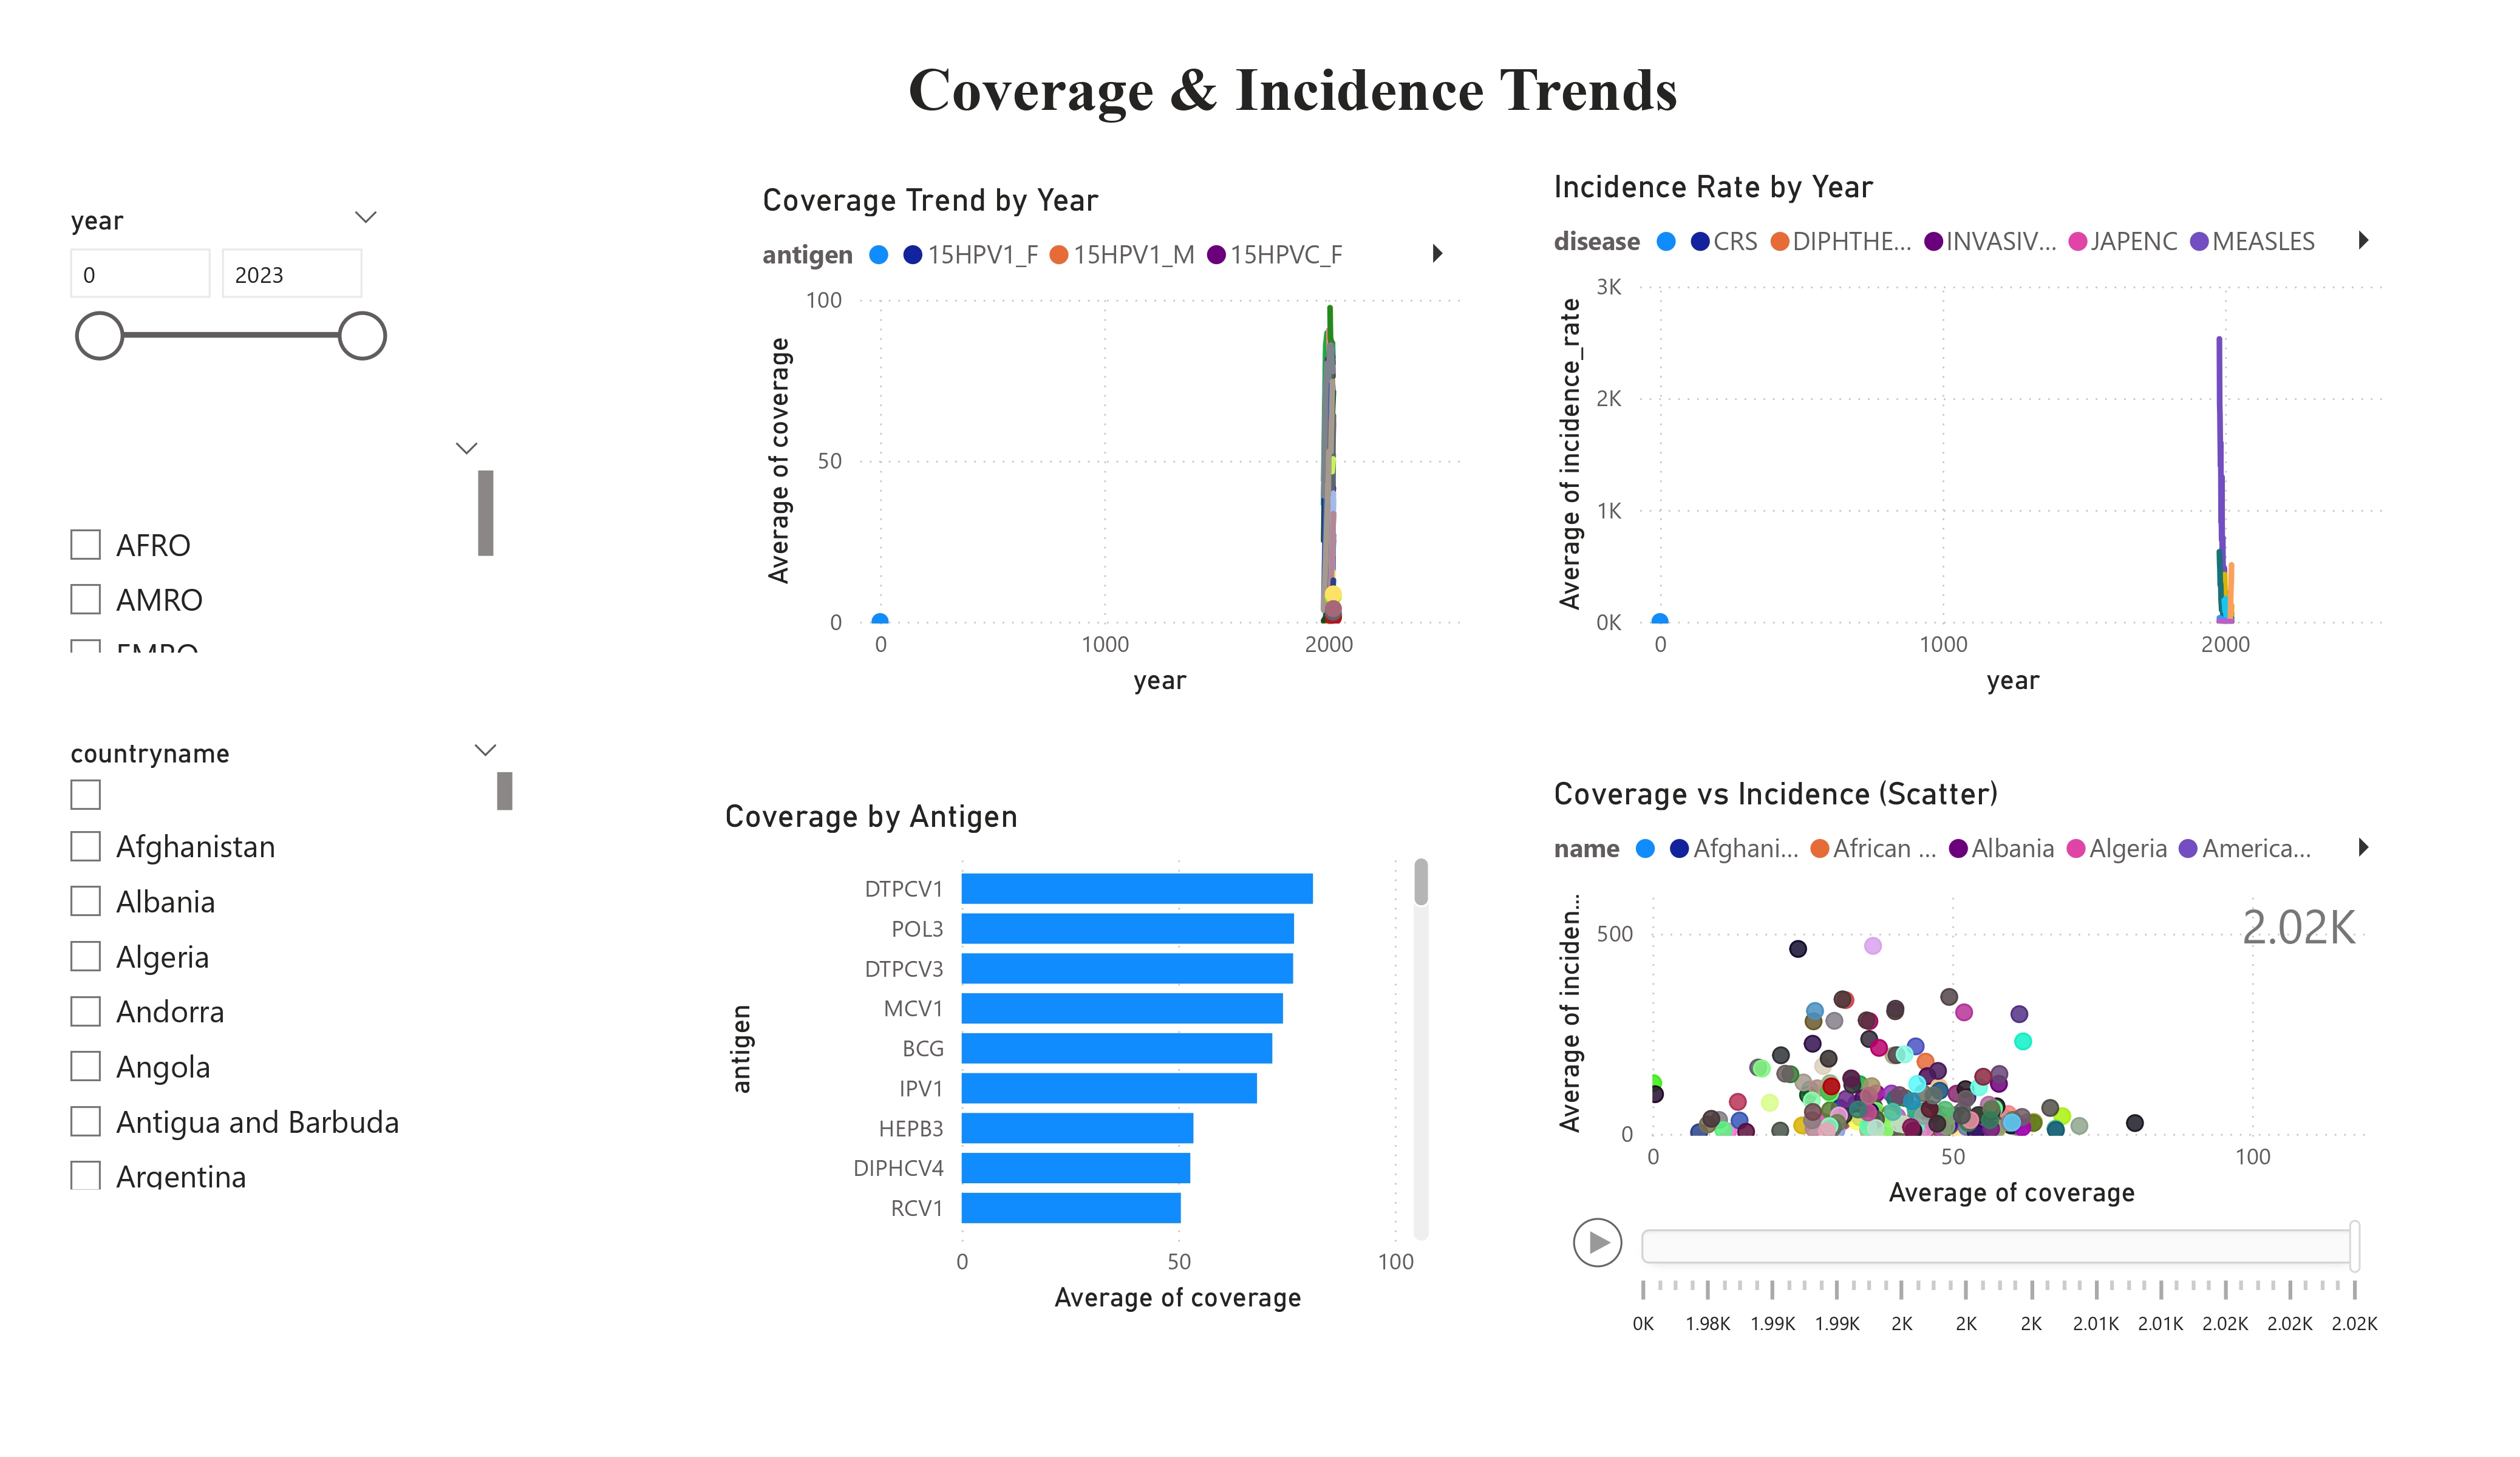 Coverage & Incidence Trends
year
0
2023
AFRO
AMRO
EMRO
countryname
Afghanistan
Albania
Algeria
Andorra
Angola
Antigua and Barbuda
Argentina
Coverage Trend by Year
antigen 15HPV1_F 15HPV1_M 15HPVC_F
Average of coverage
100
50
0
0 1000 2000
year
Incidence Rate by Year
disease CRS DIPHTHE... INVASIV... JAPENC MEASLES
Average of incidence_rate
3K
2K
1K
0K
0 1000 2000
year
Coverage by Antigen
antigen
DTPCV1
POL3
DTPCV3
MCV1
BCG
IPV1
HEPB3
DIPHCV4
RCV1
0 50 100
Average of coverage
Coverage vs Incidence (Scatter)
name Afghani... African ... Albania Algeria America...
Average of inciden...
2.02K
500
0
0 50 100
Average of coverage
0K 1.98K 1.99K 1.99K 2K 2K 2K 2.01K 2.01K 2.02K 2.02K 2.02K